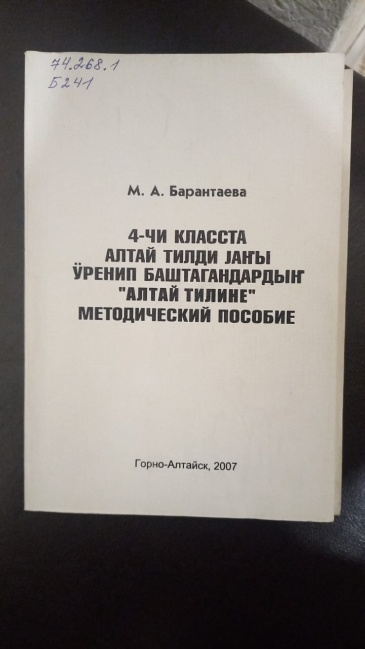 74.268.1
Б241
М. А. Барантаева
4-ЧИ КЛАССТА
АЛТАЙ ТИЛДИ JАҤЫ
ӰРЕНИП БАШТАГАНДАРДЫҤ
"АЛТАЙ ТИЛИНЕ"
МЕТОДИЧЕСКИЙ ПОСОБИЕ
Горно-Алтайск, 2007